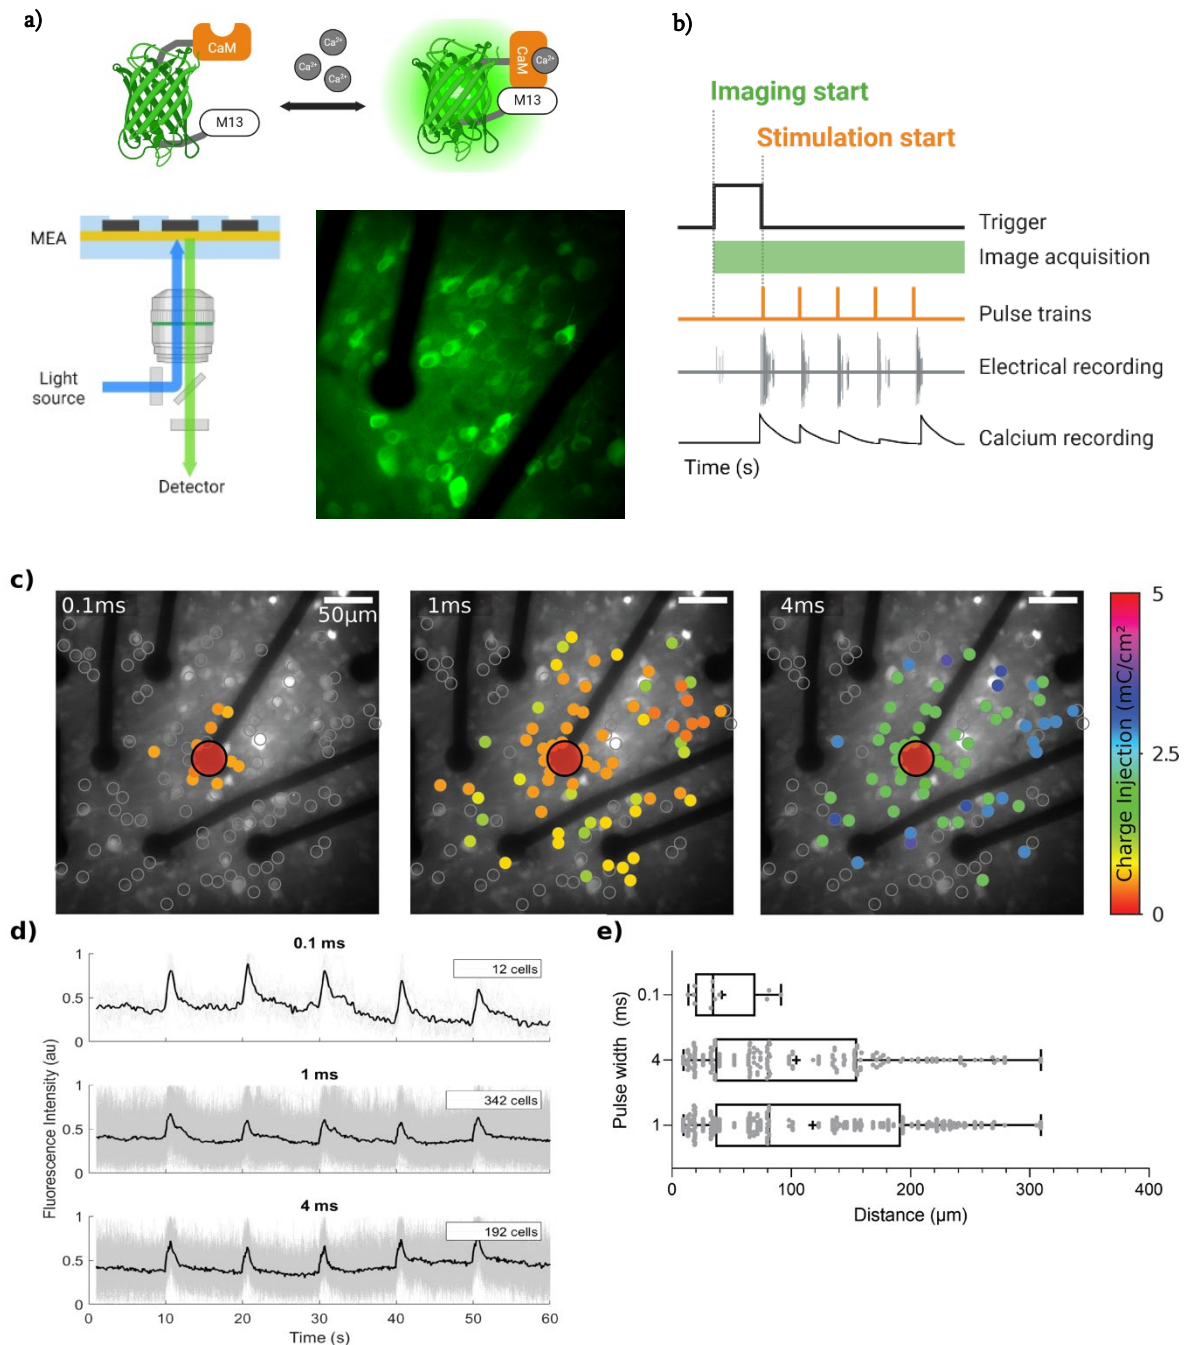 a)
CaM
Ca²⁺
Ca²⁺
Ca²⁺
M13
CaM
Ca²⁺
M13
MEA
Light
source
Detector
b)
Imaging start
Stimulation start
Trigger
Image acquisition
Pulse trains
Electrical recording
Calcium recording
Time (s)
c)
0.1ms
50μm
1ms
4ms
5
2.5
0
Charge Injection (mC/cm²)
d)
0.1 ms
12 cells
1
0.5
0
1 ms
342 cells
1
0.5
0
4 ms
192 cells
1
0.5
0
0 10 20 30 40 50 60
Time (s)
Fluorescence Intensity (au)
e)
0.1
4
1
Pulse width (ms)
0 100 200 300 400
Distance (μm)